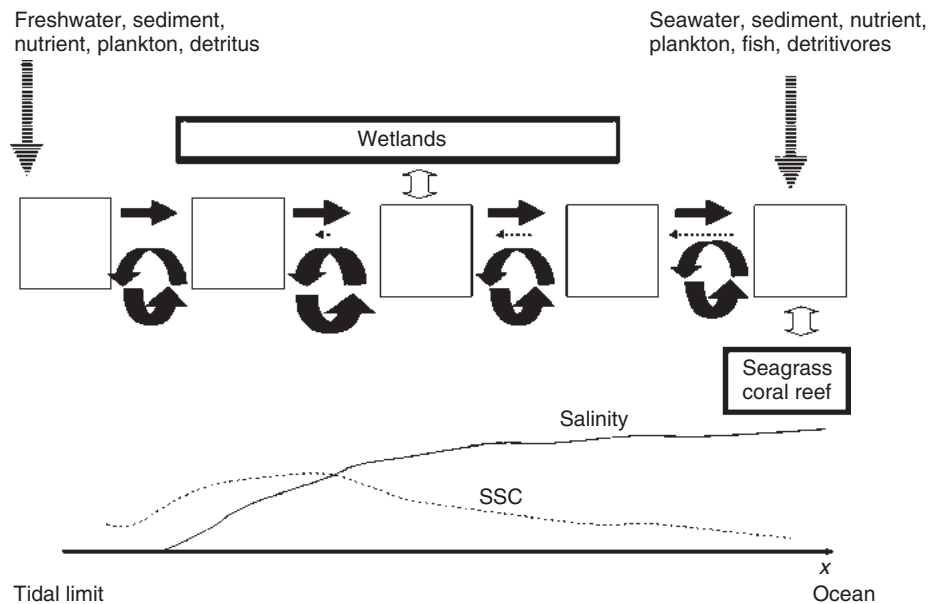 Freshwater, sediment,
nutrient, plankton, detritus
Seawater, sediment, nutrient,
plankton, fish, detritivores
Wetlands
Seagrass
coral reef
Salinity
SSC
x
Tidal limit
Ocean